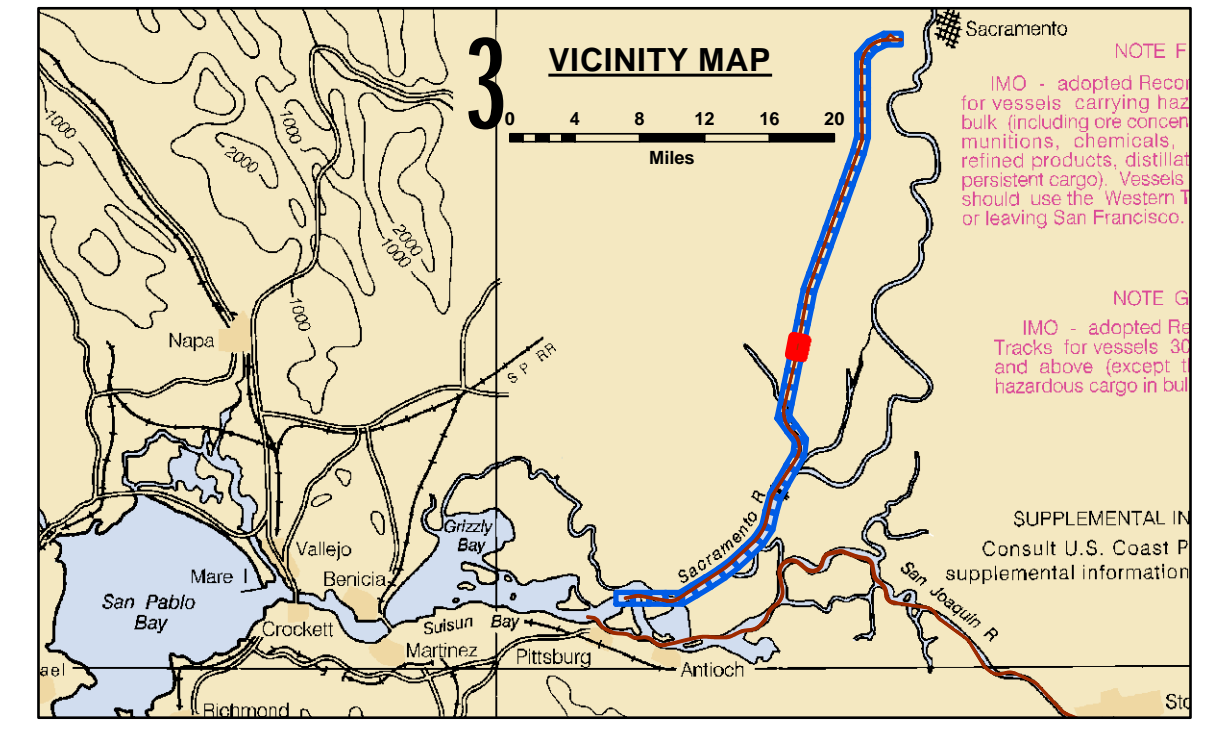 3
VICINITY MAP
0 4 8 12 16 20
Miles
Sacramento
NOTE F
IMO - adopted Recor
for vessels carrying haz
bulk (including ore concen
munitions, chemicals,
refined products, distillat
persistent cargo). Vessels
should use the Western T
or leaving San Francisco.
NOTE G
IMO - adopted Re
Tracks for vessels 30
and above (except t
hazardous cargo in bul
1000
2000
1000
2000
1000
1000
Napa
S P RR
Grizzly
Bay
Sacramento R
SUPPLEMENTAL IN
Consult U.S. Coast P
supplemental information
San Joaquin R
Vallejo
Mare I
Benicia
San Pablo
Bay
Crockett
Suisun Bay
Martinez
Pittsburg
Antioch
ael
Richmond
Sto